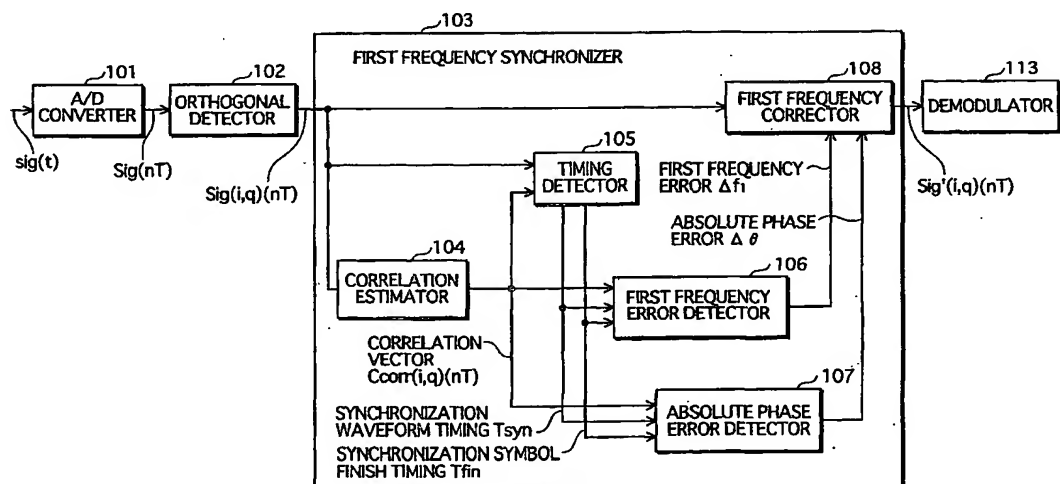 103
FIRST FREQUENCY SYNCHRONIZER
101
A/D
CONVERTER
102
ORTHOGONAL
DETECTOR
108
FIRST FREQUENCY
CORRECTOR
113
DEMODULATOR
sig(t)
Sig(nT)
Sig(i,q)(nT)
105
TIMING
DETECTOR
FIRST FREQUENCY
ERROR Δf1
Sig'(i,q)(nT)
ABSOLUTE PHASE
ERROR Δ θ
104
CORRELATION
ESTIMATOR
106
FIRST FREQUENCY
ERROR DETECTOR
CORRELATION
VECTOR
Ccorr(i,q)(nT)
107
ABSOLUTE PHASE
ERROR DETECTOR
SYNCHRONIZATION
WAVEFORM TIMING Tsyn
SYNCHRONIZATION SYMBOL
FINISH TIMING Tfin